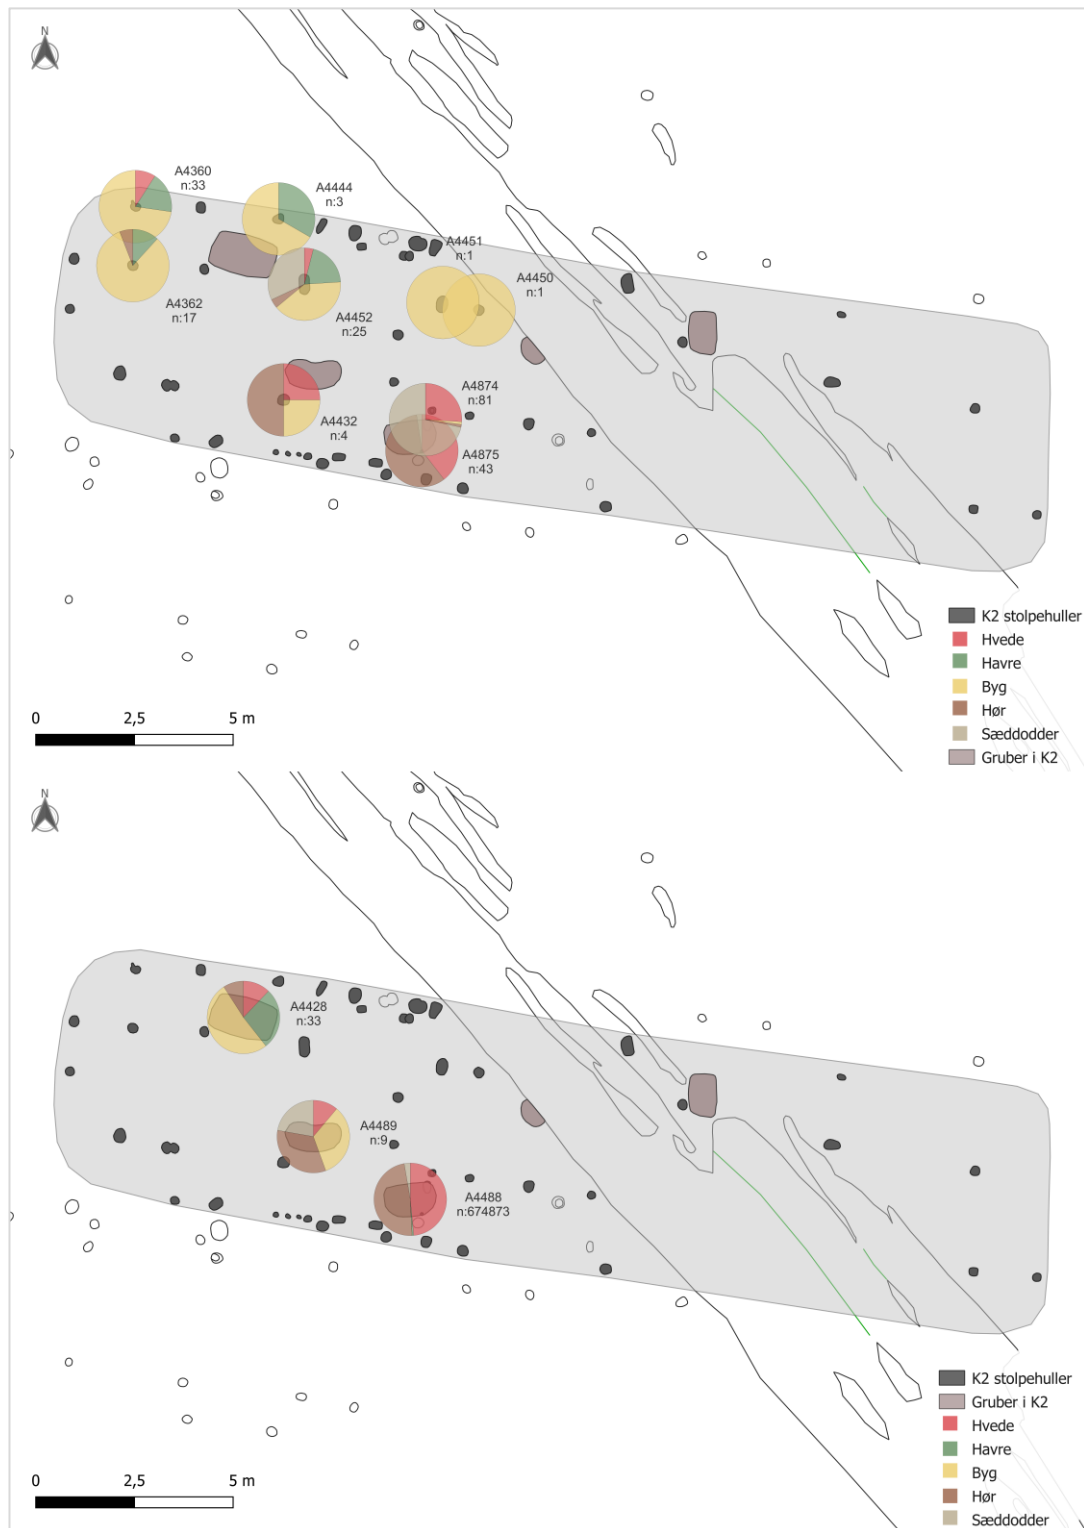 N
A4360
n:33
A4444
n:3
A4451
n:1
A4450
n:1
A4362
n:17
A4452
n:25
A4432
n:4
A4874
n:81
A4875
n:43
K2 stolpehuller
Hvede
Havre
Byg
Hør
Sæddodder
Gruber i K2
0 2,5 5 m
N
A4428
n:33
A4489
n:9
A4488
n:674873
K2 stolpehuller
Gruber i K2
Hvede
Havre
Byg
Hør
Sæddodder
0 2,5 5 m